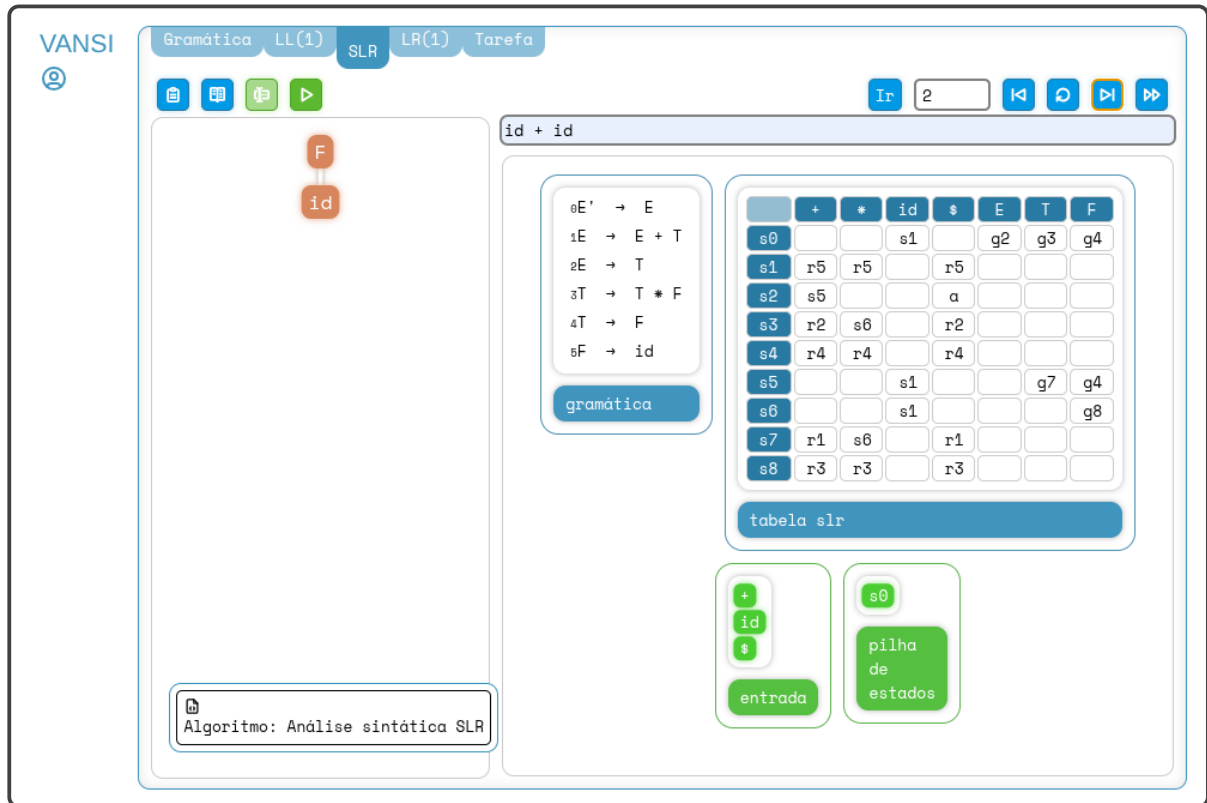 VANSI
Gramática LL(1) SLR LR(1) Tarefa
Ir 2
id + id
F
id
0E' → E
1E → E + T
2E → T
3T → T * F
4T → F
5F → id
gramática
+ * id $ E T F
s0 s1 g2 g3 g4
s1 r5 r5 r5
s2 s5 a
s3 r2 s6 r2
s4 r4 r4 r4
s5 s1 g7 g4
s6 s1 g8
s7 r1 s6 r1
s8 r3 r3 r3
tabela slr
+
id
$
entrada
s0
pilha
de
estados
Algoritmo: Análise sintática SLR